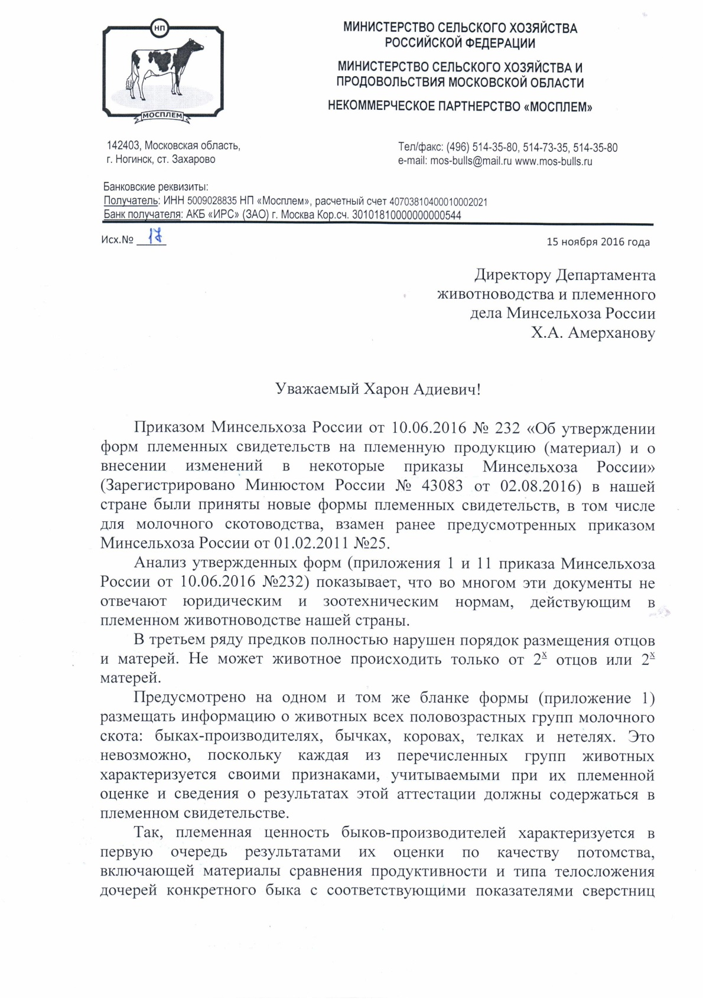 НП
МОСПЛЕМ
МИНИСТЕРСТВО СЕЛЬСКОГО ХОЗЯЙСТВА
РОССИЙСКОЙ ФЕДЕРАЦИИ
МИНИСТЕРСТВО СЕЛЬСКОГО ХОЗЯЙСТВА И
ПРОДОВОЛЬСТВИЯ МОСКОВСКОЙ ОБЛАСТИ
НЕКОММЕРЧЕСКОЕ ПАРТНЕРСТВО «МОСПЛЕМ»
142403, Московская область,
г. Ногинск, ст. Захарово
Тел/факс: (496) 514-35-80, 514-73-35, 514-35-80
e-mail: mos-bulls@mail.ru www.mos-bulls.ru
Банковские реквизиты:
Получатель: ИНН 5009028835 НП «Мосплем», расчетный счет 40703810400010002021
Банк получателя: АКБ «ИРС» (ЗАО) г. Москва Кор.сч. 30101810000000000544
Исх.№ 17
15 ноября 2016 года
Директору Департамента
животноводства и племенного
дела Минсельхоза России
Х.А. Амерханову
Уважаемый Харон Адиевич!
Приказом Минсельхоза России от 10.06.2016 № 232 «Об утверждении
форм племенных свидетельств на племенную продукцию (материал) и о
внесении изменений в некоторые приказы Минсельхоза России»
(Зарегистрировано Минюстом России № 43083 от 02.08.2016) в нашей
стране были приняты новые формы племенных свидетельств, в том числе
для молочного скотоводства, взамен ранее предусмотренных приказом
Минсельхоза России от 01.02.2011 №25.
Анализ утвержденных форм (приложения 1 и 11 приказа Минсельхоза
России от 10.06.2016 №232) показывает, что во многом эти документы не
отвечают юридическим и зоотехническим нормам, действующим в
племенном животноводстве нашей страны.
В третьем ряду предков полностью нарушен порядок размещения отцов
и матерей. Не может животное происходить только от 2х отцов или 2х
матерей.
Предусмотрено на одном и том же бланке формы (приложение 1)
размещать информацию о животных всех половозрастных групп молочного
скота: быках-производителях, бычках, коровах, телках и нетелях. Это
невозможно, поскольку каждая из перечисленных групп животных
характеризуется своими признаками, учитываемыми при их племенной
оценке и сведения о результатах этой аттестации должны содержаться в
племенном свидетельстве.
Так, племенная ценность быков-производителей характеризуется в
первую очередь результатами их оценки по качеству потомства,
включающей материалы сравнения продуктивности и типа телосложения
дочерей конкретного быка с соответствующими показателями сверстниц